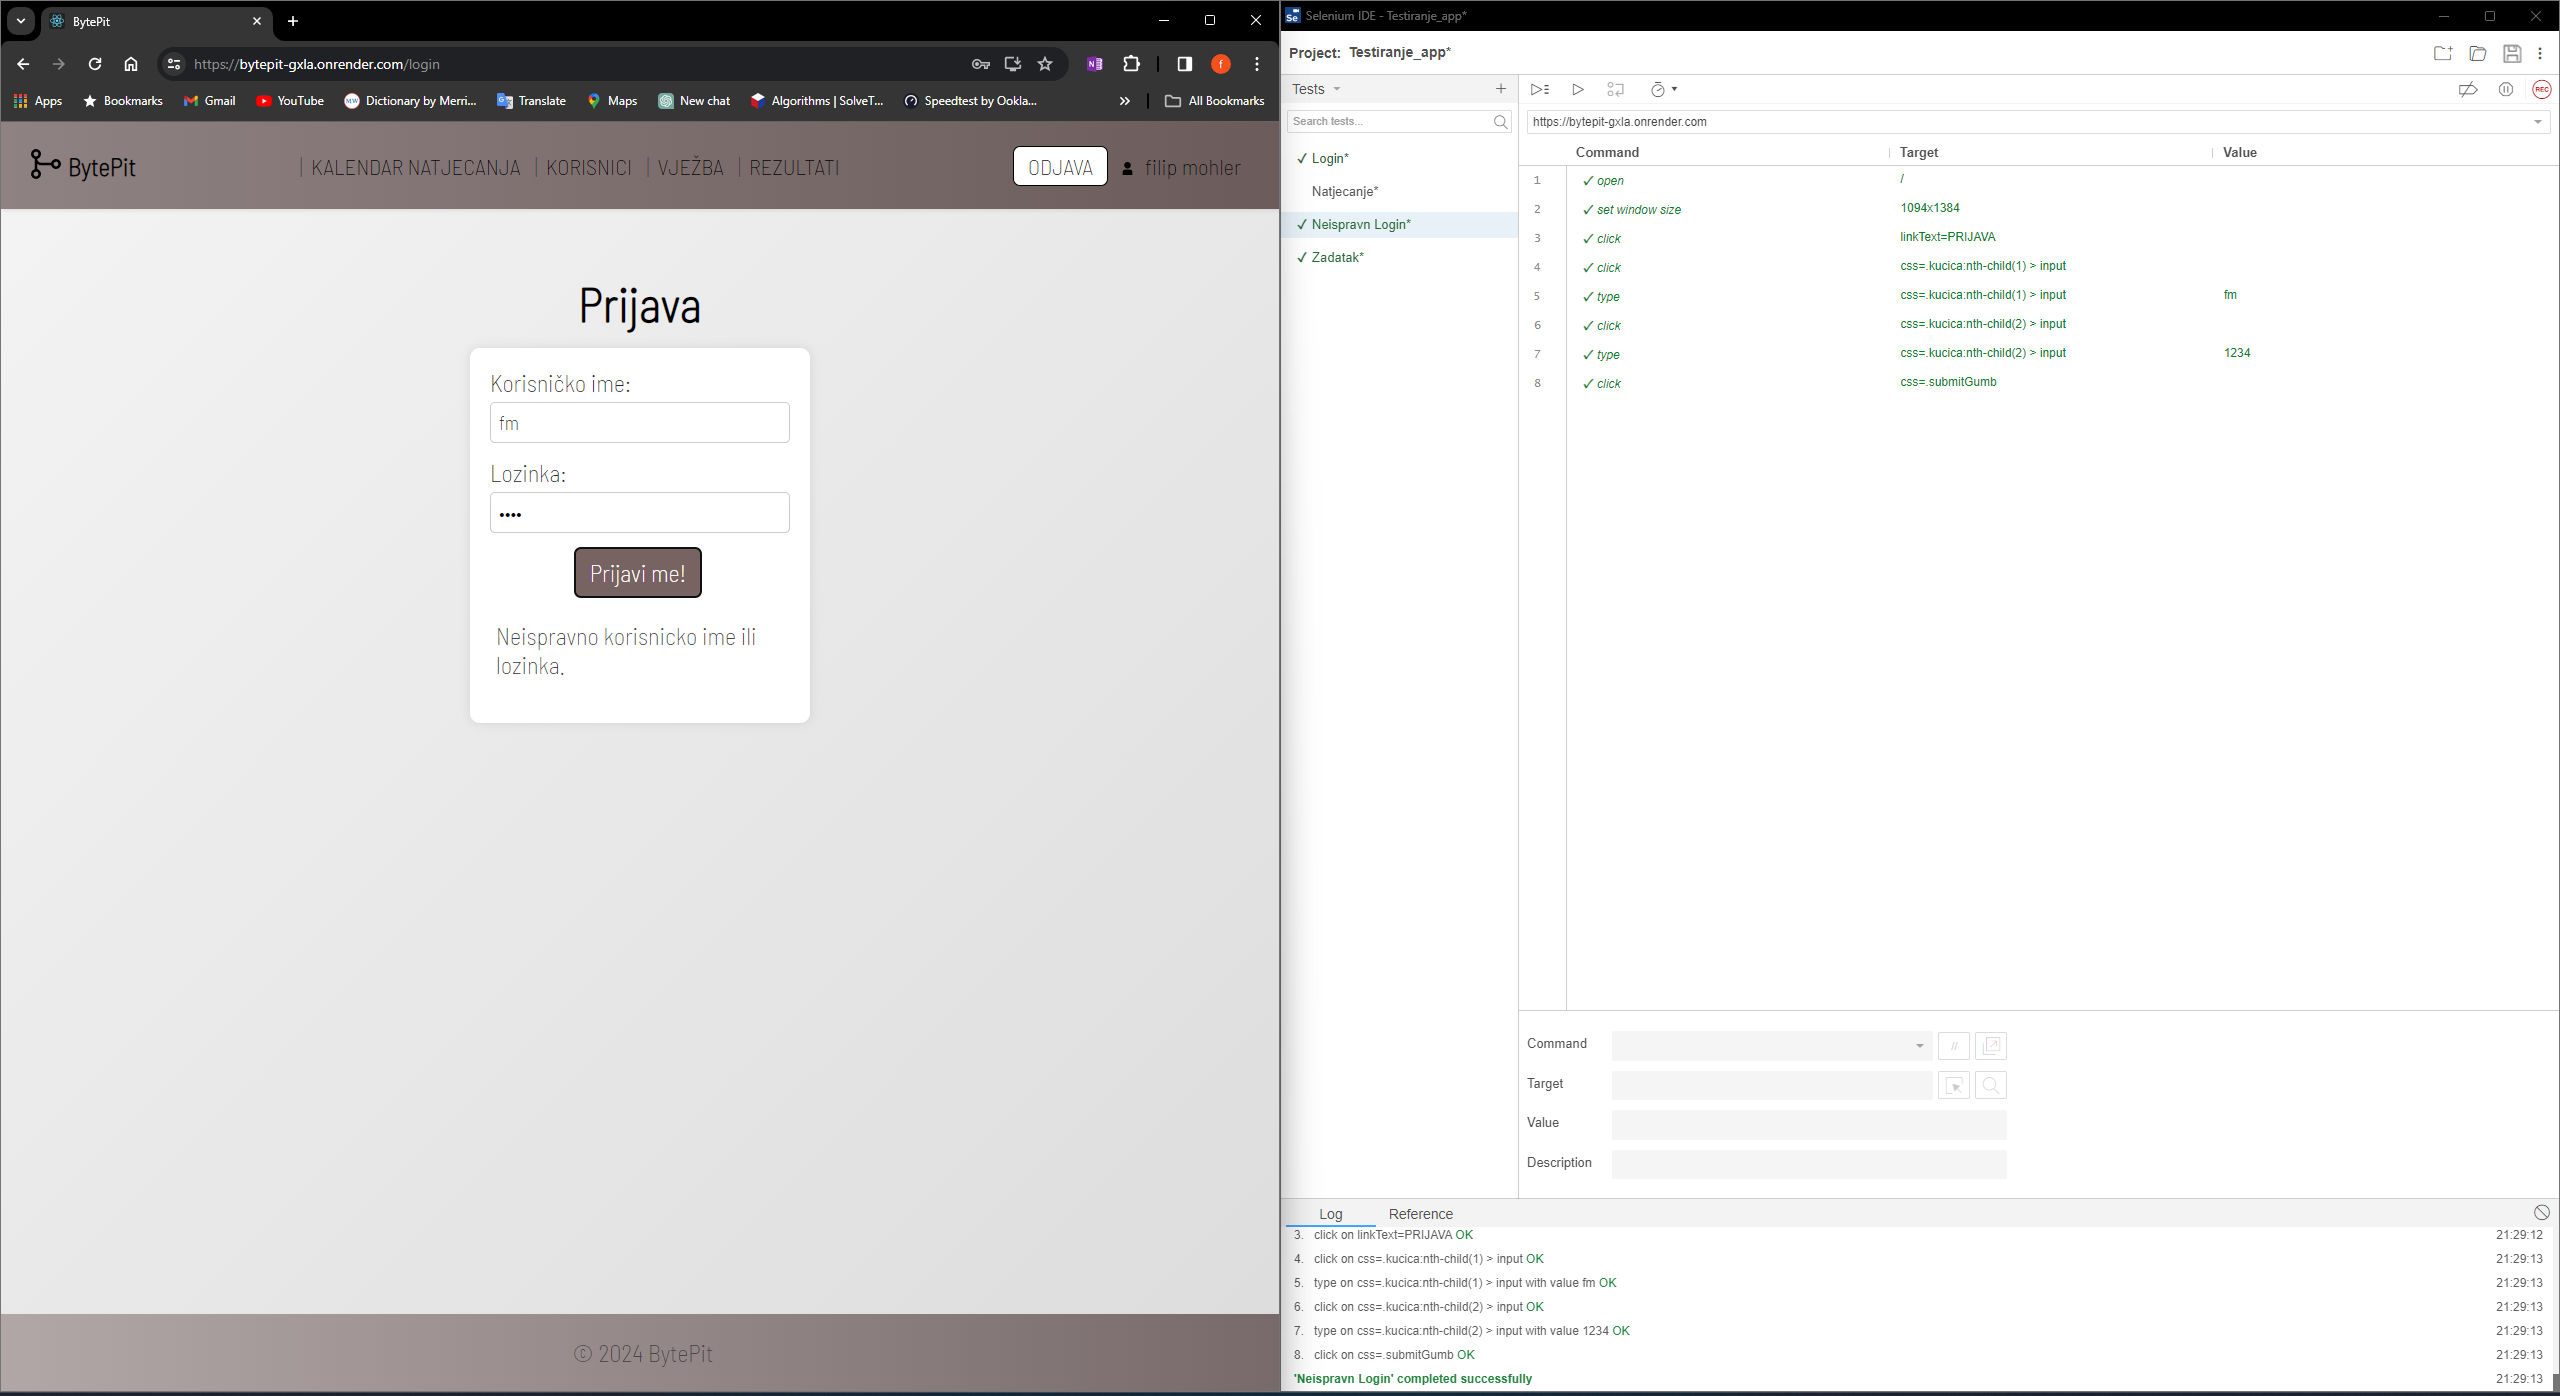 BytePit
https://bytepit-gxla.onrender.com/login
Apps Bookmarks Gmail YouTube Dictionary by Merri... Translate Maps New chat Algorithms | SolveT... Speedtest by Ookla... » All Bookmarks
BytePit | KALENDAR NATJECANJA | KORISNICI | VJEŽBA | REZULTATI ODJAVA filip mohler
Prijava
Korisničko ime:
fm
Lozinka:
••••
Prijavi me!
Neispravno korisnicko ime ili
lozinka.
© 2024 BytePit
Selenium IDE - Testiranje_app*
Project: Testiranje_app*
Tests
Search tests...
✓ Login*
Natjecanje*
✓ Neispravn Login*
✓ Zadatak*
REC
https://bytepit-gxla.onrender.com
Command Target Value
1 ✓ open /
2 ✓ set window size 1094x1384
3 ✓ click linkText=PRIJAVA
4 ✓ click css=.kucica:nth-child(1) > input
5 ✓ type css=.kucica:nth-child(1) > input fm
6 ✓ click css=.kucica:nth-child(2) > input
7 ✓ type css=.kucica:nth-child(2) > input 1234
8 ✓ click css=.submitGumb
Command //
Target
Value
Description
Log Reference
3. click on linkText=PRIJAVA OK 21:29:12
4. click on css=.kucica:nth-child(1) > input OK 21:29:13
5. type on css=.kucica:nth-child(1) > input with value fm OK 21:29:13
6. click on css=.kucica:nth-child(2) > input OK 21:29:13
7. type on css=.kucica:nth-child(2) > input with value 1234 OK 21:29:13
8. click on css=.submitGumb OK 21:29:13
'Neispravn Login' completed successfully 21:29:13